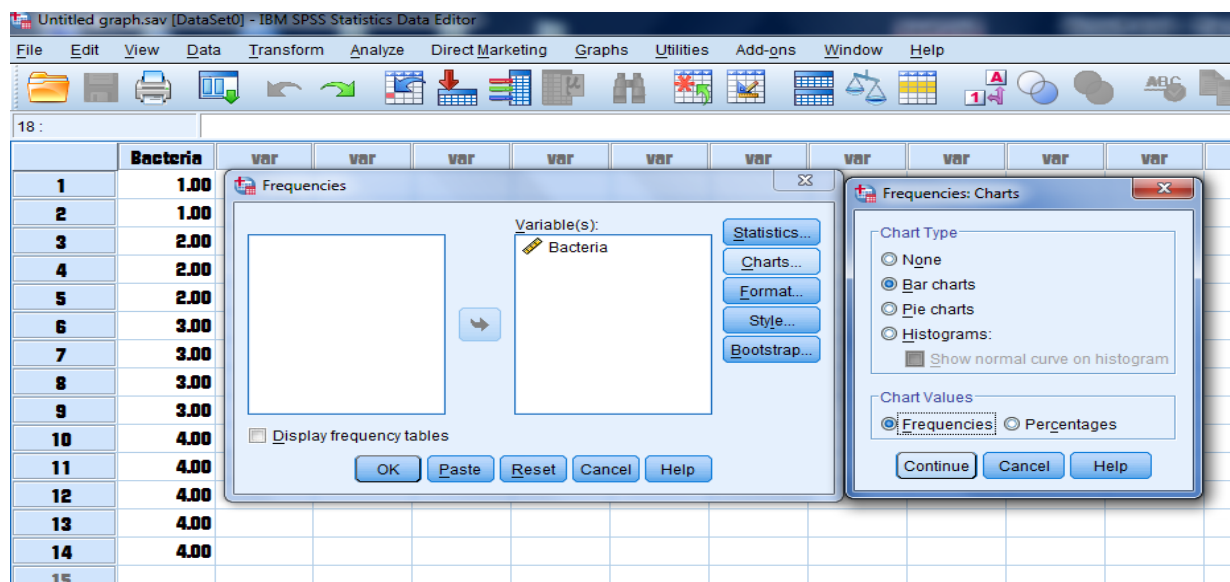 Untitled graph.sav [DataSet0] - IBM SPSS Statistics Data Editor
File Edit View Data Transform Analyze Direct Marketing Graphs Utilities Add-ons Window Help
A
1
ABC
18 :
Bacteria var var var var var var var var var var
1 1.00
2 1.00
3 2.00
4 2.00
5 2.00
6 3.00
7 3.00
8 3.00
9 3.00
10 4.00
11 4.00
12 4.00
13 4.00
14 4.00
15
Frequencies
Variable(s):
Bacteria
Statistics...
Charts...
Format...
Style...
Bootstrap...
Display frequency tables
OK Paste Reset Cancel Help
Frequencies: Charts
Chart Type
None
Bar charts
Pie charts
Histograms:
Show normal curve on histogram
Chart Values
Frequencies Percentages
Continue Cancel Help